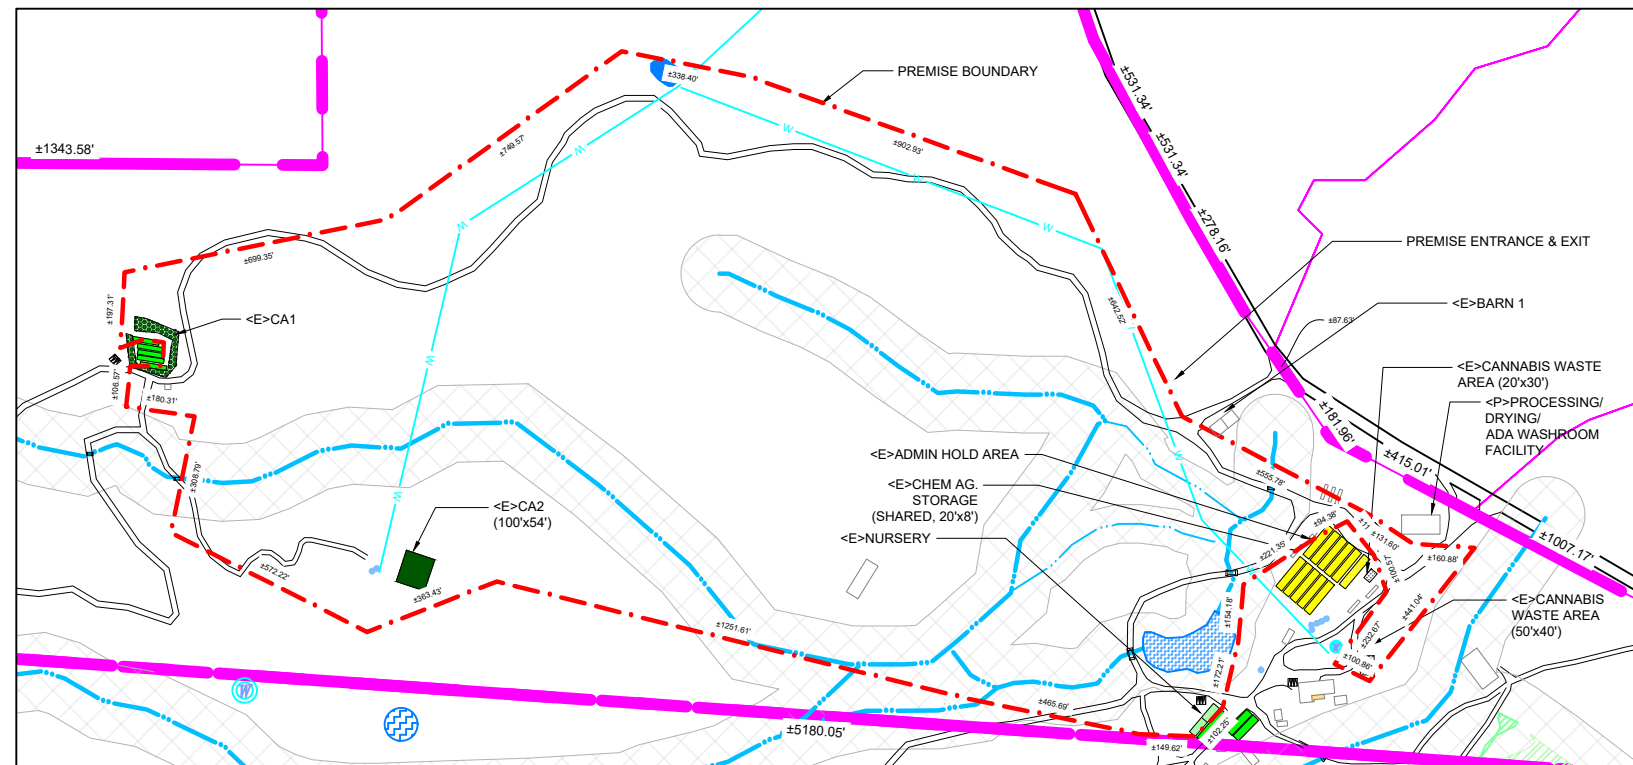 ±1343.58'
±338.40'
PREMISE BOUNDARY
±531.34'
±749.57'
±902.93'
±531.34'
±278.16'
W
W
W
W
W
W
W
W
W
PREMISE ENTRANCE & EXIT
±699.35'
±197.31'
<E>CA1
±642.52'
<E>BARN 1
±87.63'
±106.57'
±180.31'
<E>CANNABIS WASTE
AREA (20'x30')
<P>PROCESSING/
DRYING/
ADA WASHROOM
FACILITY
±181.96'
±415.01'
<E>ADMIN HOLD AREA
±308.79'
±555.78'
<E>CHEM AG.
STORAGE
(SHARED, 20'x8')
<E>CA2
(100'x54')
<E>NURSERY
±94.38'
±131.60'
±1007.17'
±221.35'
±160.88'
±572.22'
±363.43'
±154.18'
±441.04'
<E>CANNABIS
WASTE AREA
(50'x40')
±1251.61'
±232.67'
±100.86'
±172.21'
W
±465.69'
±5180.05'
±102.25'
±149.62'